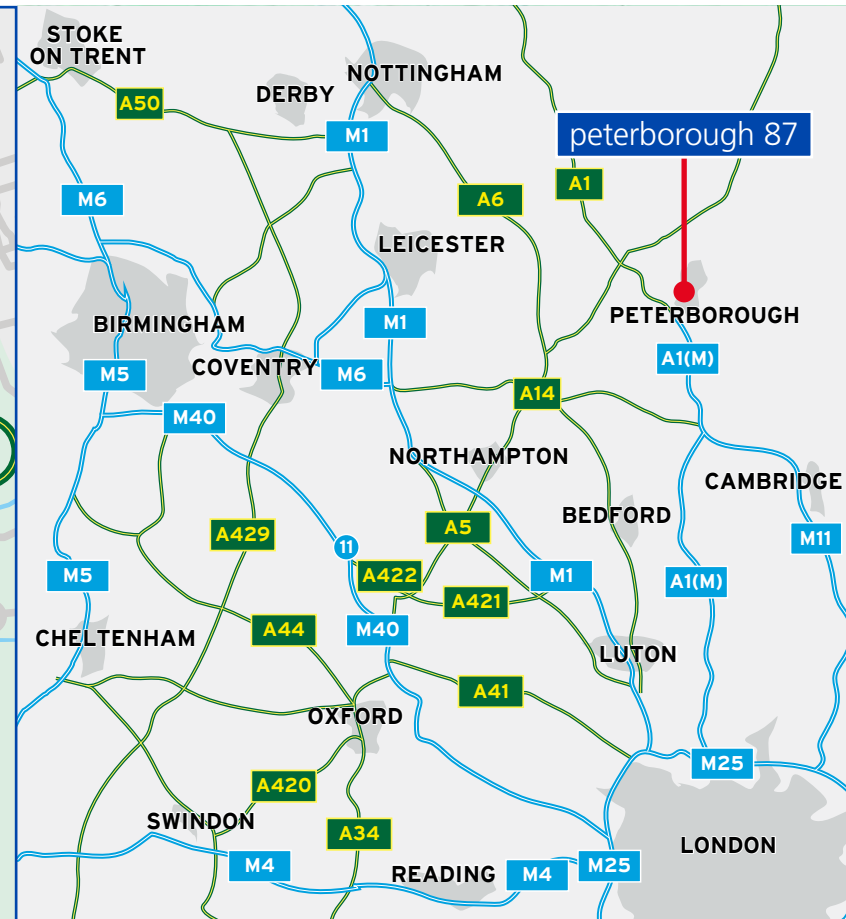 STOKE
ON TRENT
NOTTINGHAM
DERBY
A50
peterborough 87
M1
A1
M6
A6
LEICESTER
PETERBOROUGH
BIRMINGHAM
M1
A1(M)
COVENTRY
M5
M6
A14
M40
NORTHAMPTON
CAMBRIDGE
BEDFORD
A429
A5
M11
11
A422
M5
M1
A1(M)
A421
A44
M40
CHELTENHAM
LUTON
A41
OXFORD
M25
A420
SWINDON
A34
LONDON
M4
READING
M4
M25